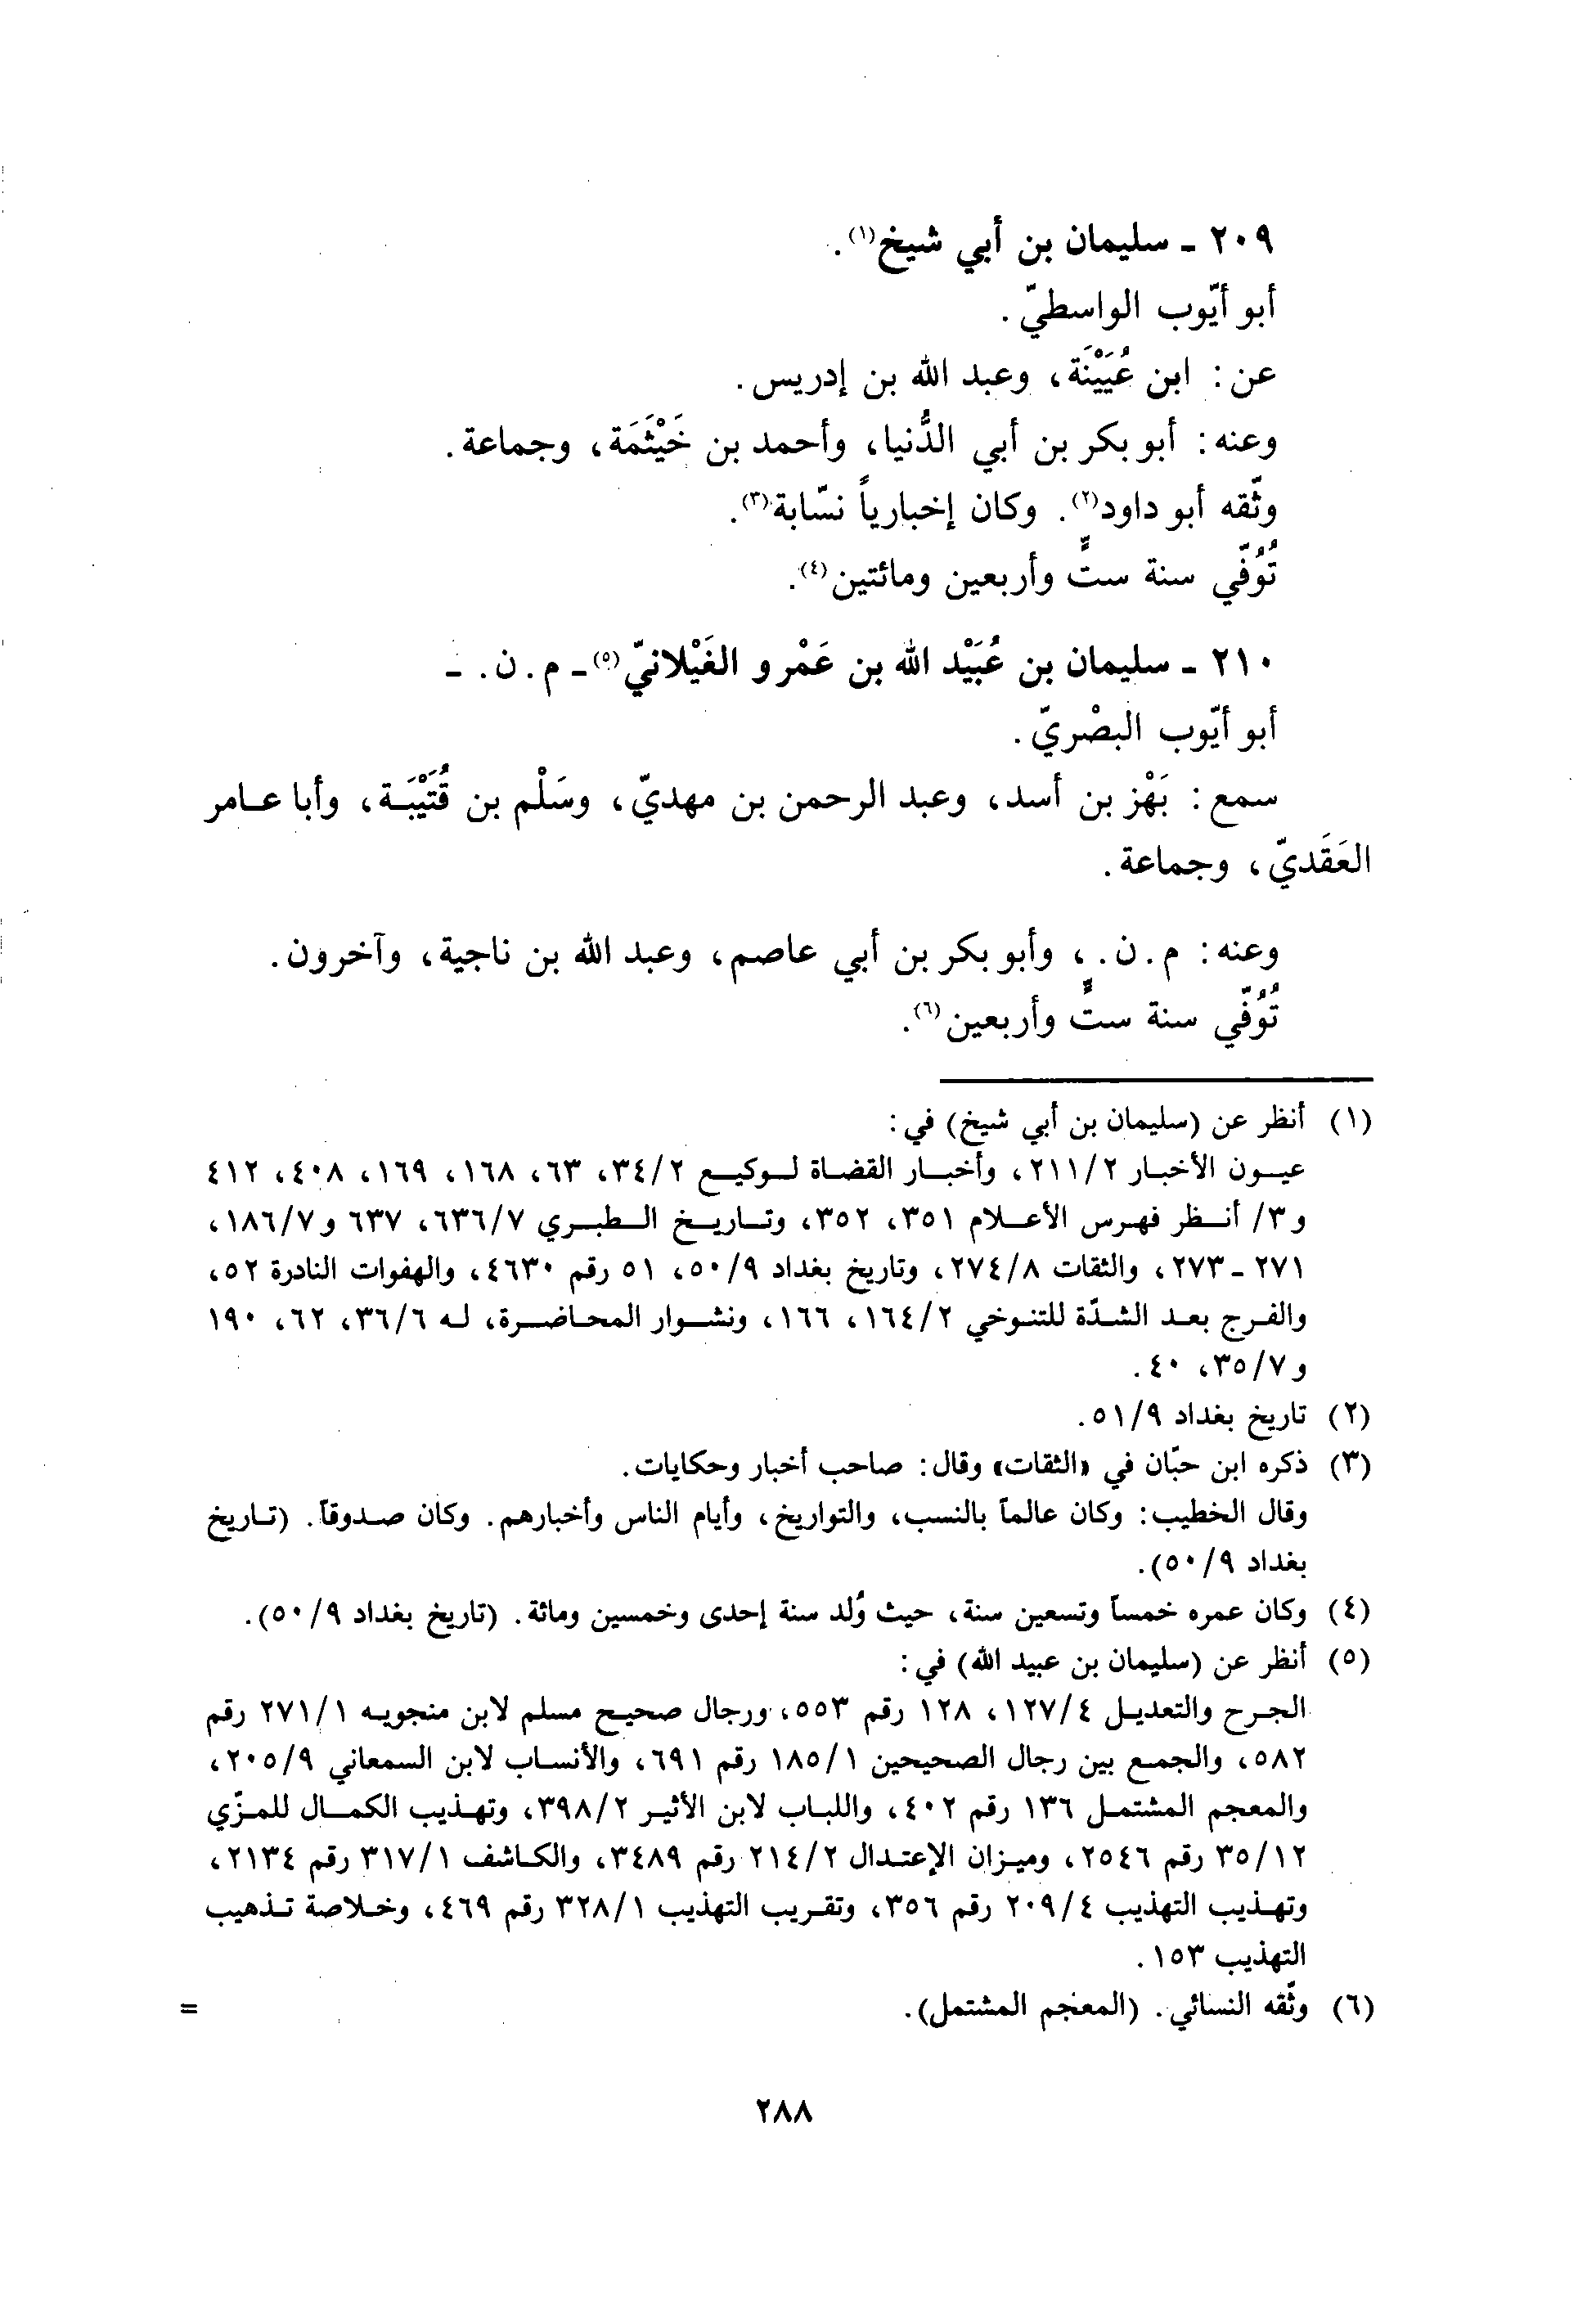 ٢٠٩ - سليمان بن أبي شيخ(١).
أبو أيّوب الواسطيّ.
عن: ابن عُيَيْنَة، وعبد الله بن إدريس.
وعنه: أبو بكر بن أبي الدُّنيا، وأحمد بن خَيْثَمَة، وجماعة.
وثّقه أبو داود(٢). وكان إخبارياً نسّابة(٣).
تُوُفّي سنة ستٍّ وأربعين ومائتين(٤).
٢١٠ - سليمان بن عُبَيْد الله بن عَمْرو الغَيْلانيّ(٥) - م. ن. -
أبو أيّوب البصْريّ.
سمع: بَهْز بن أسد، وعبد الرحمن بن مهديّ، وسَلْم بن قُتَيْبَة، وأبا عامر
العَقَديّ، وجماعة.
وعنه: م. ن.، وأبو بكر بن أبي عاصم، وعبد الله بن ناجية، وآخرون.
تُوُفّي سنة ستٍّ وأربعين(٦).
(١) أنظر عن (سليمان بن أبي شيخ) في:
عيون الأخبار ٢١١/٢، وأخبار القضاة لوكيع ٣٤/٢، ٦٣، ١٦٨، ١٦٩، ٤٠٨، ٤١٢
و٣/ أنظر فهرس الأعلام ٣٥١، ٣٥٢، وتاريخ الطبري ٦٣٦/٧، ٦٣٧ و١٨٦/٧،
٢٧١ - ٢٧٣، والثقات ٢٧٤/٨، وتاريخ بغداد ٥٠/٩، ٥١ رقم ٤٦٣٠، والهفوات النادرة ٥٢،
والفرج بعد الشدّة للتنوخي ١٦٤/٢، ١٦٦، ونشوار المحاضرة، له ٣٦/٦، ٦٢، ١٩٠
و٣٥/٧، ٤٠.
(٢) تاريخ بغداد ٥١/٩.
(٣) ذكره ابن حبّان في «الثقات» وقال: صاحب أخبار وحكايات.
وقال الخطيب: وكان عالماً بالنسب، والتواريخ، وأيام الناس وأخبارهم. وكان صدوقاً. (تاريخ
بغداد ٥٠/٩).
(٤) وكان عمره خمساً وتسعين سنة، حيث وُلد سنة إحدى وخمسين ومائة. (تاريخ بغداد ٥٠/٩).
(٥) أنظر عن (سليمان بن عبيد الله) في:
الجرح والتعديل ١٢٧/٤، ١٢٨ رقم ٥٥٣، ورجال صحيح مسلم لابن منجويه ٢٧١/١ رقم
٥٨٢، والجمع بين رجال الصحيحين ١٨٥/١ رقم ٦٩١، والأنساب لابن السمعاني ٢٠٥/٩،
والمعجم المشتمل ١٣٦ رقم ٤٠٢، واللباب لابن الأثير ٣٩٨/٢، وتهذيب الكمال للمزّي
٣٥/١٢ رقم ٢٥٤٦، وميزان الإعتدال ٢١٤/٢ رقم ٣٤٨٩، والكاشف ٣١٧/١ رقم ٢١٣٤،
وتهذيب التهذيب ٢٠٩/٤ رقم ٣٥٦، وتقريب التهذيب ٣٢٨/١ رقم ٤٦٩، وخلاصة تذهيب
التهذيب ١٥٣.
(٦) وثّقه النسائي. (المعجم المشتمل). =
٢٨٨